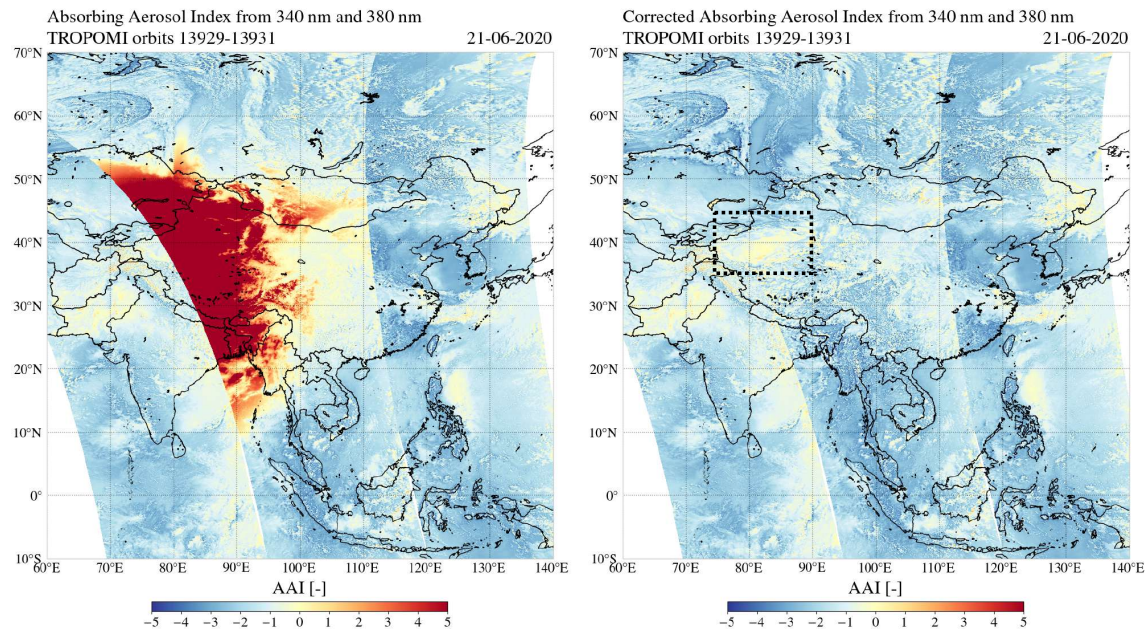 Absorbing Aerosol Index from 340 nm and 380 nm
TROPOMI orbits 13929-13931 21-06-2020
70°N
60°N
50°N
40°N
30°N
20°N
10°N
0°
10°S
60°E 70°E 80°E 90°E 100°E 110°E 120°E 130°E 140°E
AAI [-]
−5 −4 −3 −2 −1 0 1 2 3 4 5
Corrected Absorbing Aerosol Index from 340 nm and 380 nm
TROPOMI orbits 13929-13931 21-06-2020
70°N
60°N
50°N
40°N
30°N
20°N
10°N
0°
10°S
60°E 70°E 80°E 90°E 100°E 110°E 120°E 130°E 140°E
AAI [-]
−5 −4 −3 −2 −1 0 1 2 3 4 5